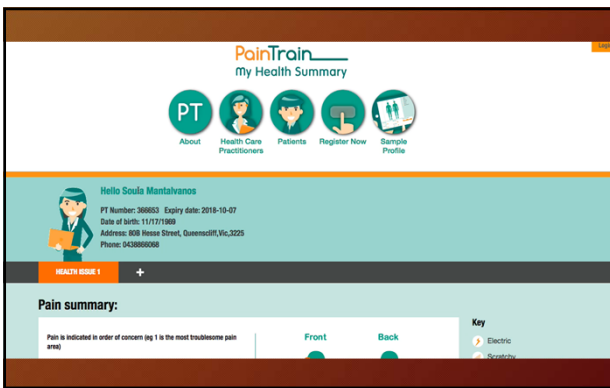 PainTrain
My Health Summary
PT
About
Health Care
Practitioners
Patients
Register Now
Sample
Profile
Hello Soula Mantalvanos
PT Number: 366653 Expiry date: 2018-10-07
Date of birth: 11/17/1969
Address: 80B Hesse Street, Queenscliff,Vic,3225
Phone: 0438866068
HEALTH ISSUE 1 +
Pain summary:
Pain is indicated in order of concern (eg 1 is the most troublesome pain
area)
Front
Back
Key
Electric
Scratchy